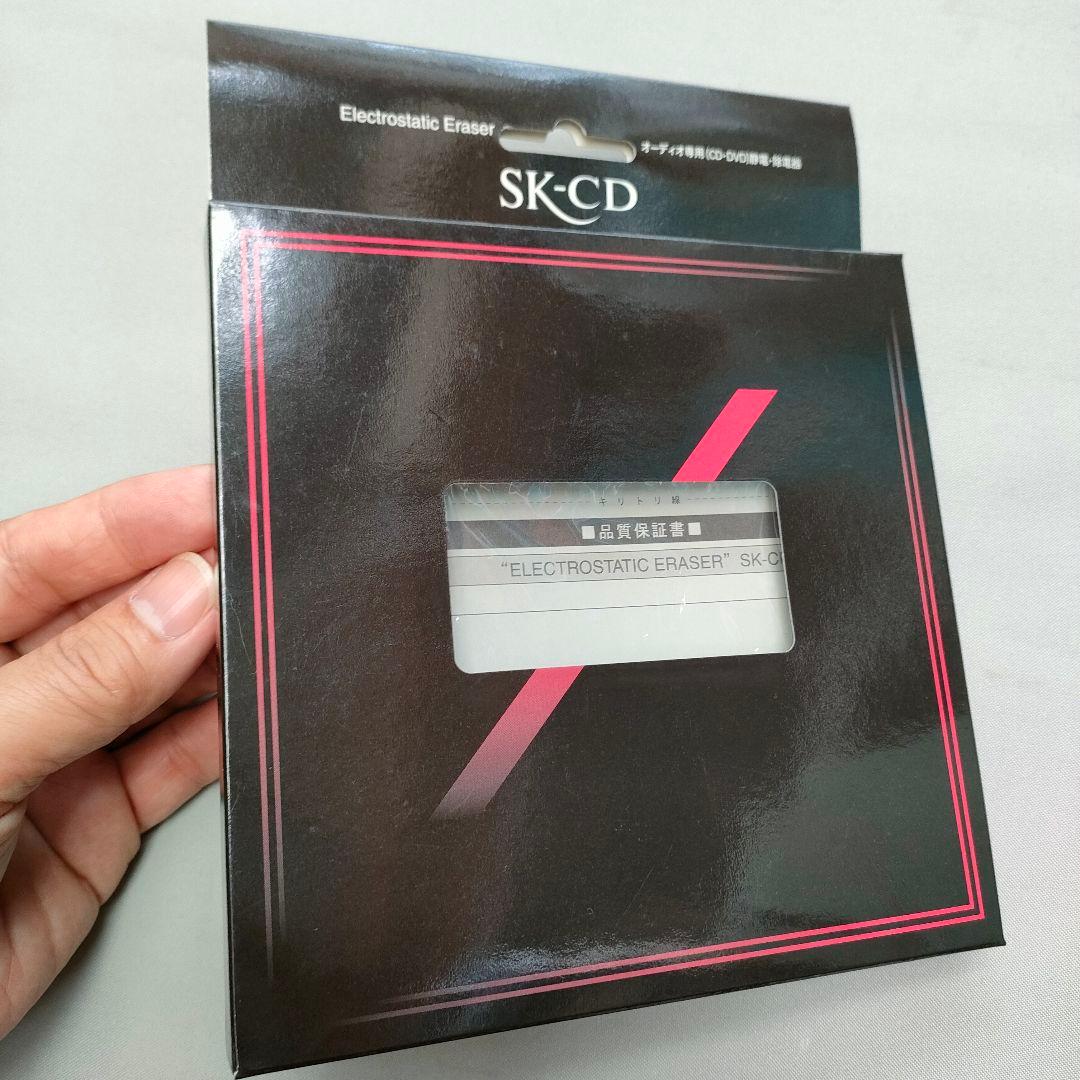 Electrostatic Eraser
オーディオ専用(CD・DVD)静電・除電器
SK-CD
キリトリ線
■品質保証書■
“ELECTROSTATIC ERASER” SK-C